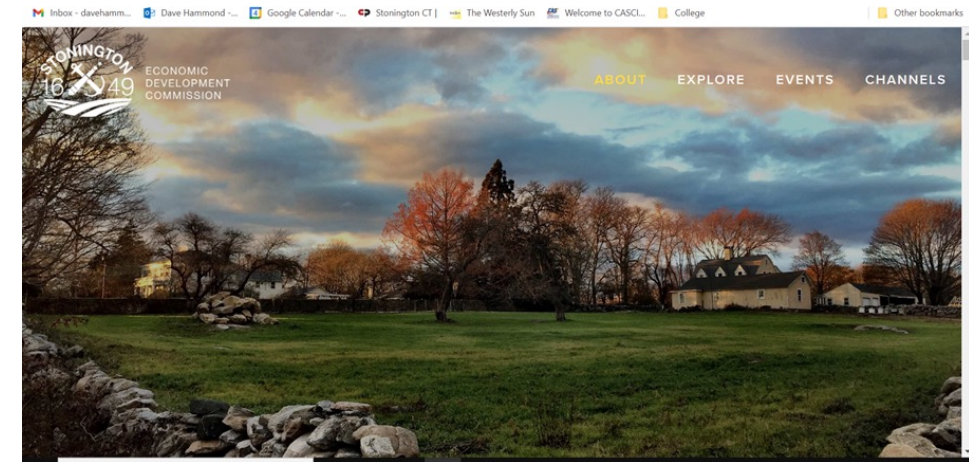 Inbox - davehamm... Dave Hammond -... Google Calendar -... Stonington CT | The Westerly Sun Welcome to CASCI... College Other bookmarks
STONINGTON
16 49
ECONOMIC
DEVELOPMENT
COMMISSION
ABOUT EXPLORE EVENTS CHANNELS